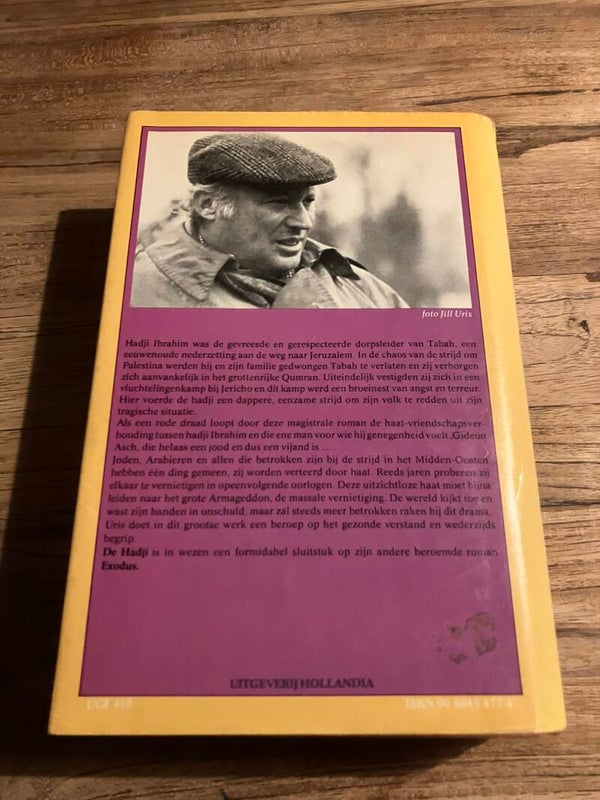 foto Jill Uris
Hadji Ibrahim was de gevreesde en gerespecteerde dorpsleider van Tabah, een
eeuwenoude nederzetting aan de weg naar Jeruzalem. In de chaos van de strijd om
Palestina werden hij en zijn familie gedwongen Tabah te verlaten en zij verborgen
zich aanvankelijk in het grottenrijke Qumran. Uiteindelijk vestigden zij zich in een
vluchtelingenkamp bij Jericho en dit kamp werd een broeinest van angst en terreur.
Hier voerde de hadji een dappere, eenzame strijd om zijn volk te redden uit zijn
tragische situatie.
Als een rode draad loopt door deze magistrale roman de haat-vriendschapsver-
houding tussen hadji Ibrahim en die ene man voor wie hij genegenheid voelt, Gideon
Asch, die helaas een jood en dus een vijand is .....
Joden, Arabieren en allen die betrokken zijn bij de strijd in het Midden-Oosten
hebben één ding gemeen, zij worden verteerd door haat. Reeds jaren proberen zij
elkaar te vernietigen in opeenvolgende oorlogen. Deze uitzichtloze haat moet bijna
leiden naar het grote Armageddon, de massale vernietiging. De wereld kijkt toe en
wast zijn handen in onschuld, maar zal steeds meer betrokken raken bij dit drama.
Uris doet in dit grootse werk een beroep op het gezonde verstand en wederzijds
begrip.
De Hadji is in wezen een formidabel sluitstuk op zijn andere beroemde roman
Exodus.
UITGEVERIJ HOLLANDIA
UGI 410
ISBN 90 6045 477 4